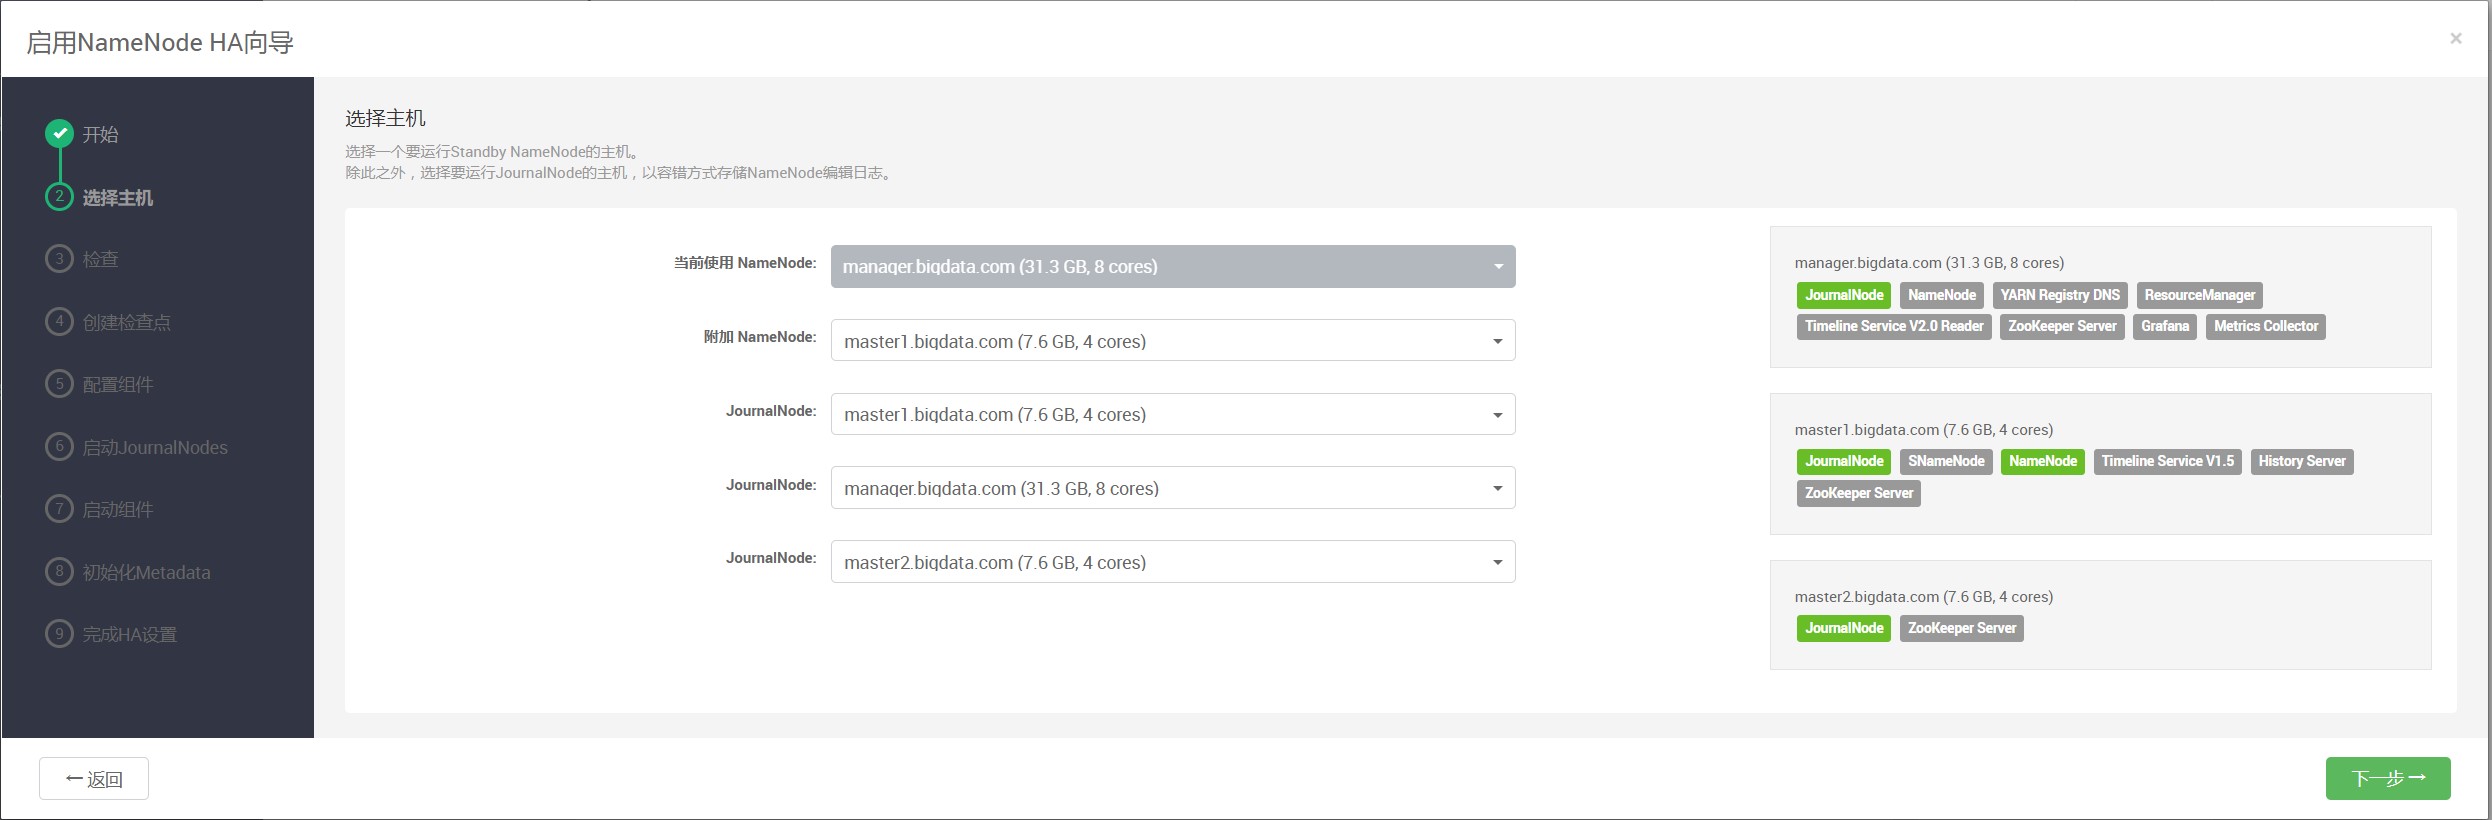 启用NameNode HA向导
×
开始
2 选择主机
3 检查
4 创建检查点
5 配置组件
6 启动JournalNodes
7 启动组件
8 初始化Metadata
9 完成HA设置
选择主机
选择一个要运行Standby NameNode的主机。
除此之外，选择要运行JournalNode的主机，以容错方式存储NameNode编辑日志。
当前使用 NameNode: manager.bigdata.com (31.3 GB, 8 cores)
附加 NameNode: master1.bigdata.com (7.6 GB, 4 cores)
JournalNode: master1.bigdata.com (7.6 GB, 4 cores)
JournalNode: manager.bigdata.com (31.3 GB, 8 cores)
JournalNode: master2.bigdata.com (7.6 GB, 4 cores)
manager.bigdata.com (31.3 GB, 8 cores)
JournalNode NameNode YARN Registry DNS ResourceManager
Timeline Service V2.0 Reader ZooKeeper Server Grafana Metrics Collector
master1.bigdata.com (7.6 GB, 4 cores)
JournalNode SNameNode NameNode Timeline Service V1.5 History Server
ZooKeeper Server
master2.bigdata.com (7.6 GB, 4 cores)
JournalNode ZooKeeper Server
← 返回
下一步 →